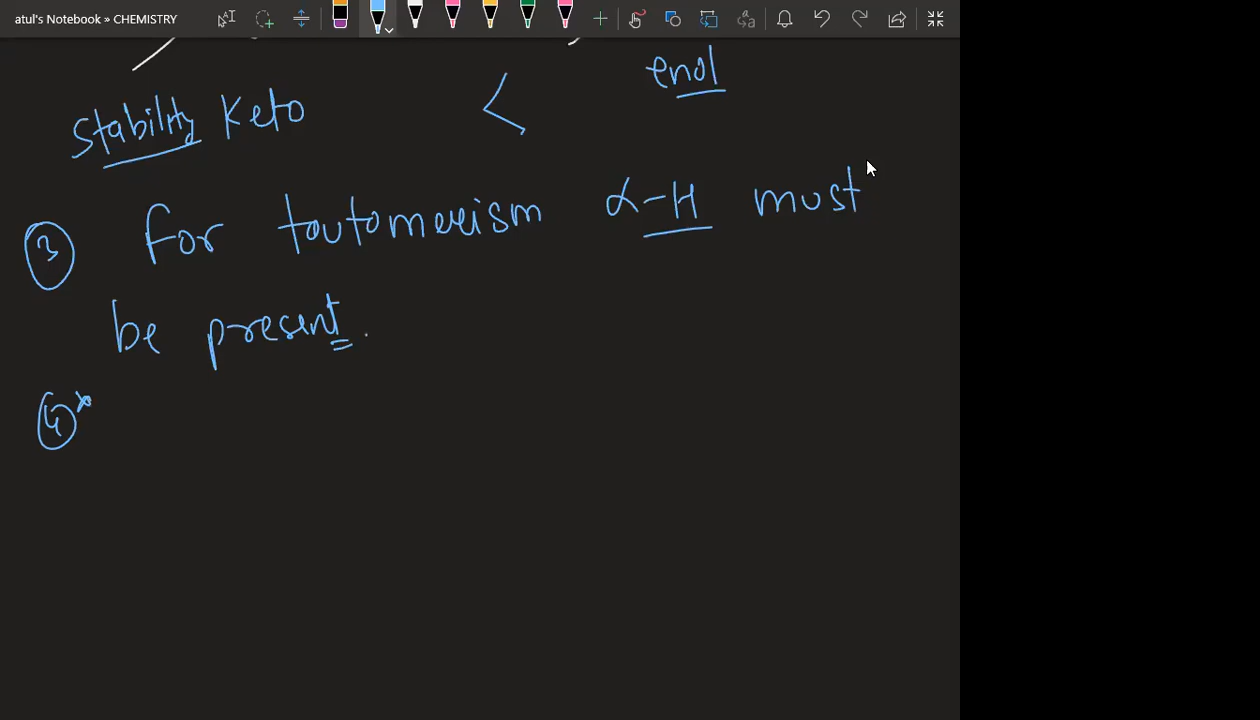 atul's Notebook » CHEMISTRY
enol
Stability Keto <
③ For tautomerism α-H must
be present.
④*